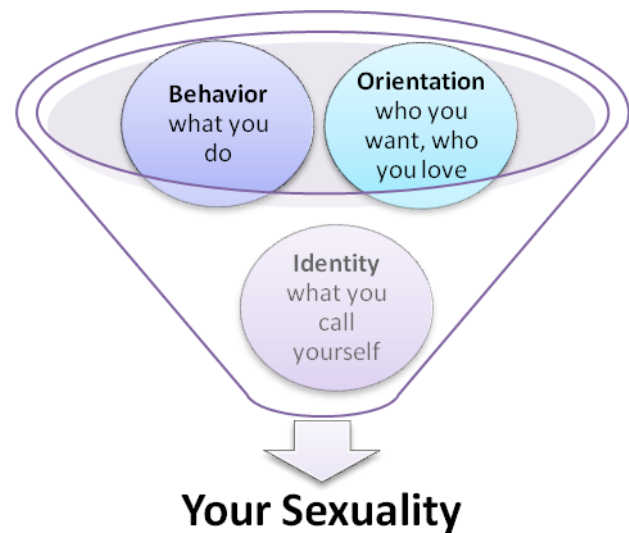 Behavior
what you
do
Orientation
who you
want, who
you love
Identity
what you
call
yourself
Your Sexuality